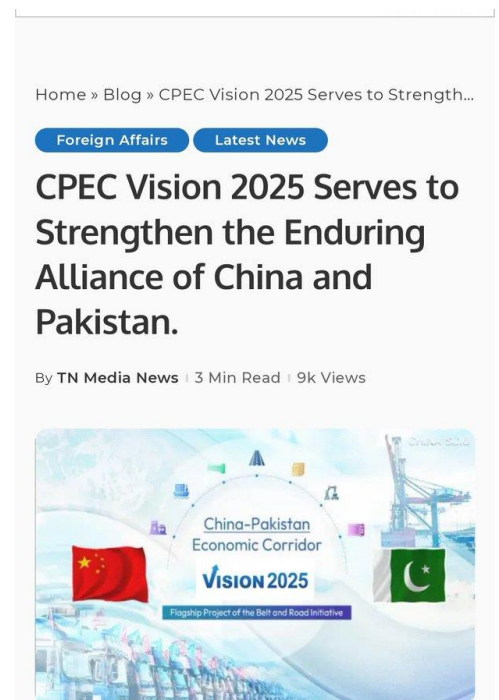 Home » Blog » CPEC Vision 2025 Serves to Strength...
Foreign Affairs Latest News
CPEC Vision 2025 Serves to
Strengthen the Enduring
Alliance of China and
Pakistan.
By TN Media News 3 Min Read 9k Views
China-Pakistan
Economic Corridor
VISION 2025
Flagship Project of the Belt and Road Initiative